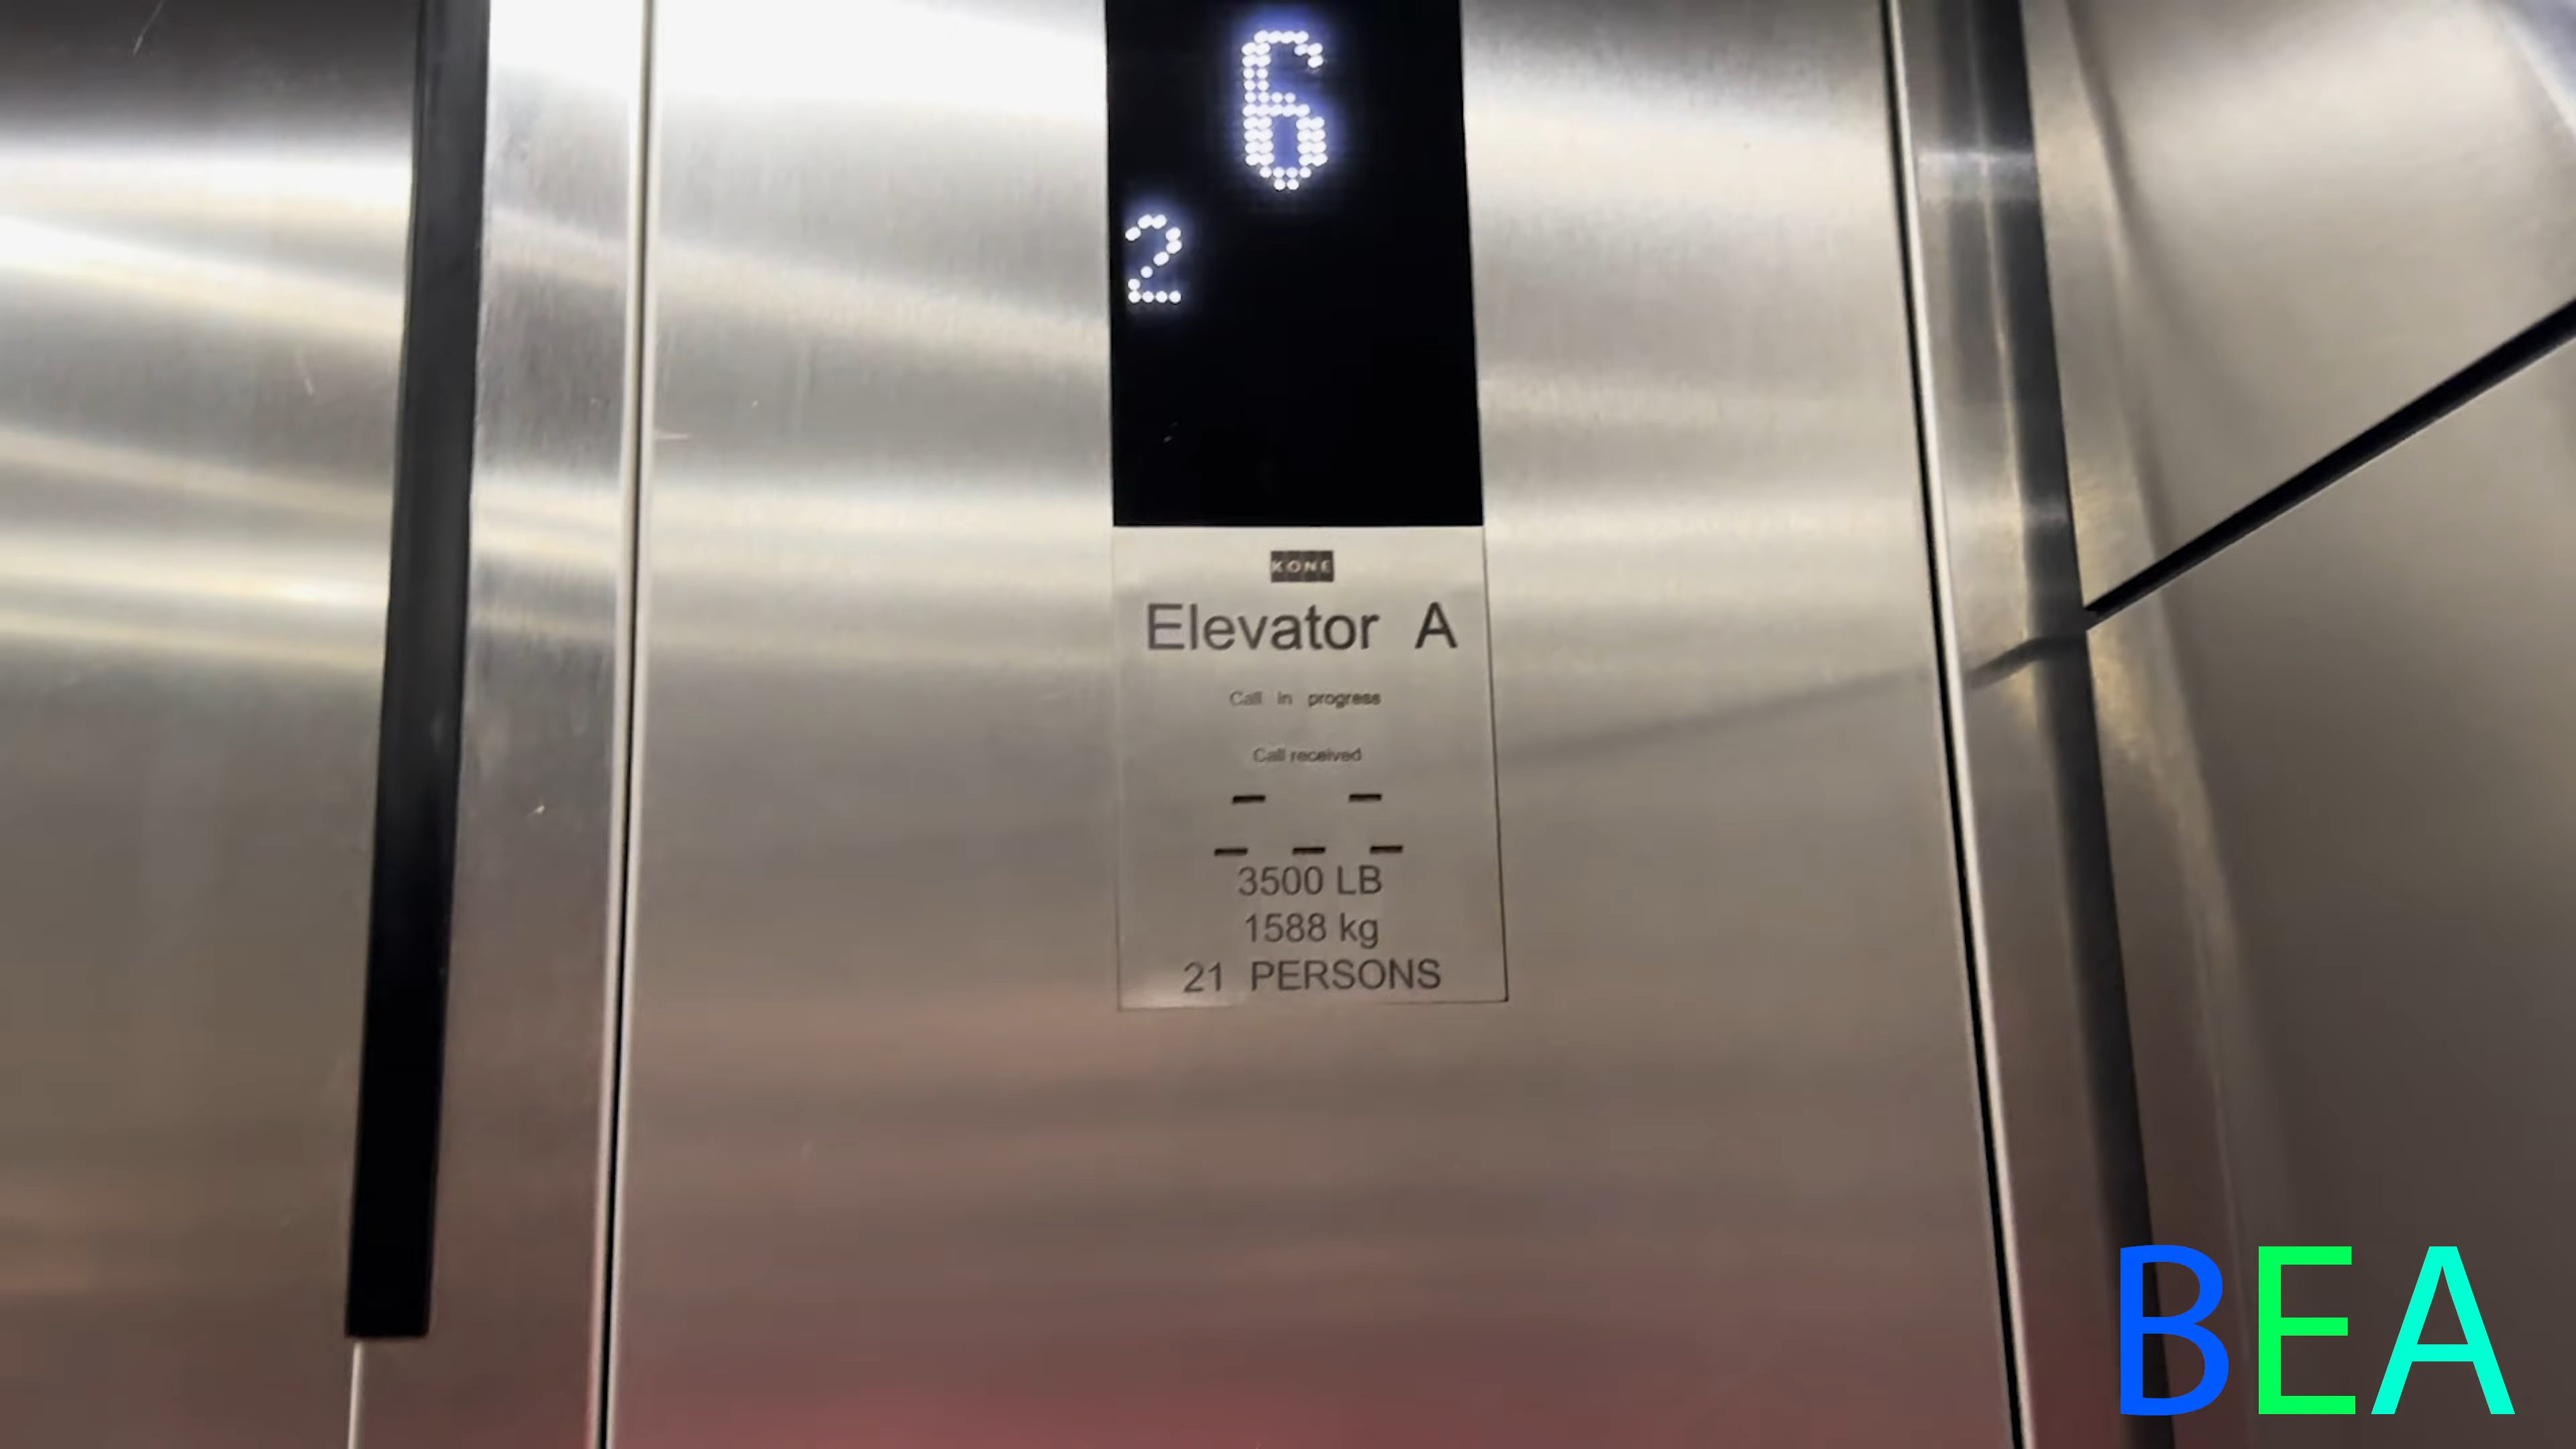 6
2
KONE
Elevator A
Call in progress
Call received
3500 LB
1588 kg
21 PERSONS
BEA